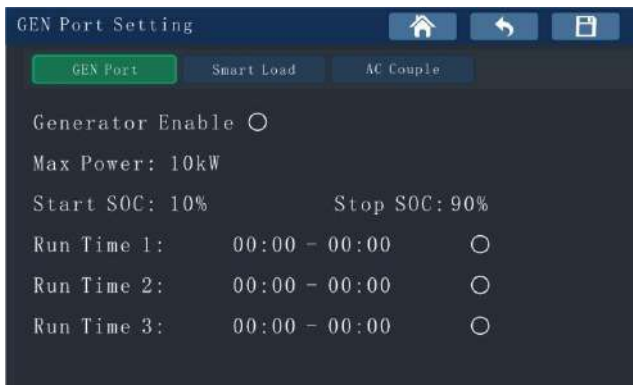 GEN Port Setting
GEN Port Smart Load AC Couple
Generator Enable
Max Power: 10kW
Start SOC: 10% Stop SOC: 90%
Run Time 1: 00:00 - 00:00
Run Time 2: 00:00 - 00:00
Run Time 3: 00:00 - 00:00